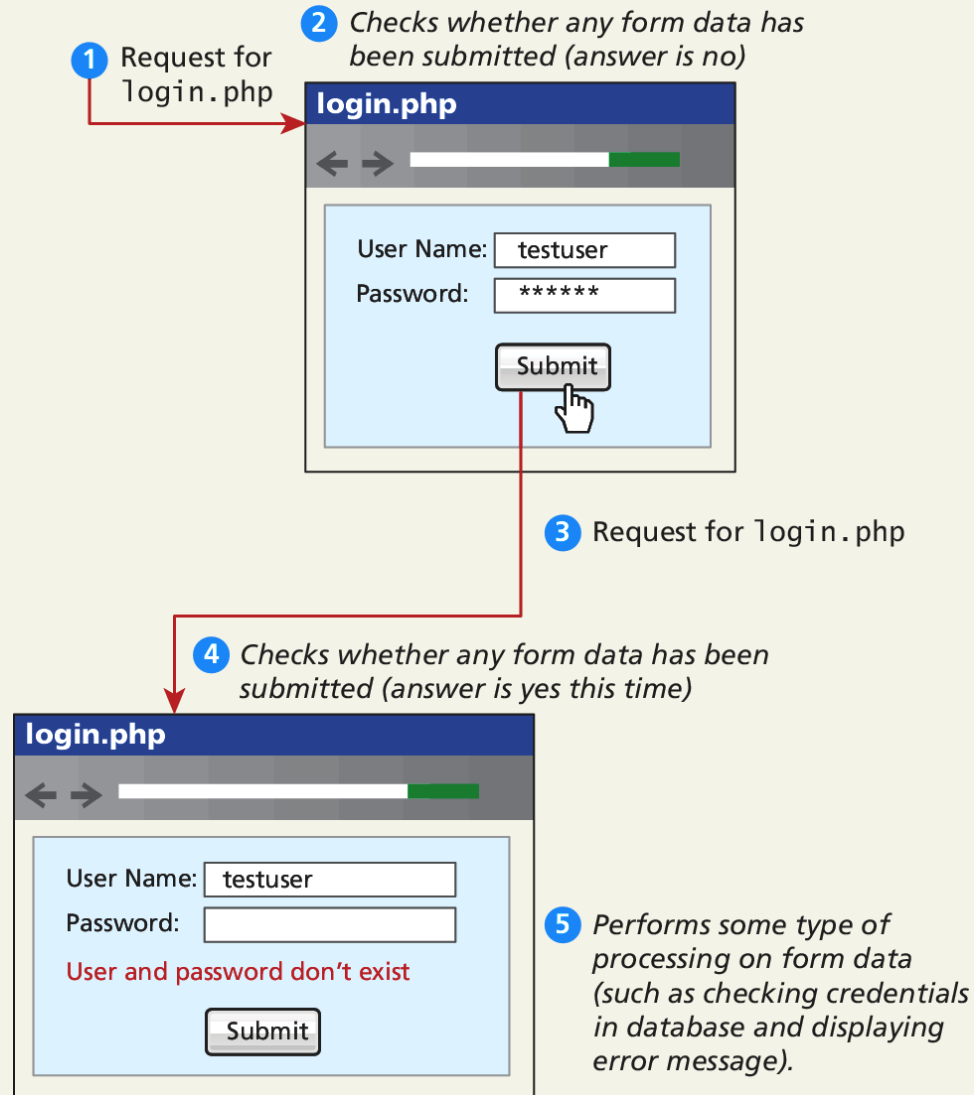 1 Request for
login.php
2 Checks whether any form data has
been submitted (answer is no)
login.php
User Name: testuser
Password: ******
Submit
3 Request for login.php
4 Checks whether any form data has been
submitted (answer is yes this time)
login.php
User Name: testuser
Password:
User and password don’t exist
Submit
5 Performs some type of
processing on form data
(such as checking credentials
in database and displaying
error message).